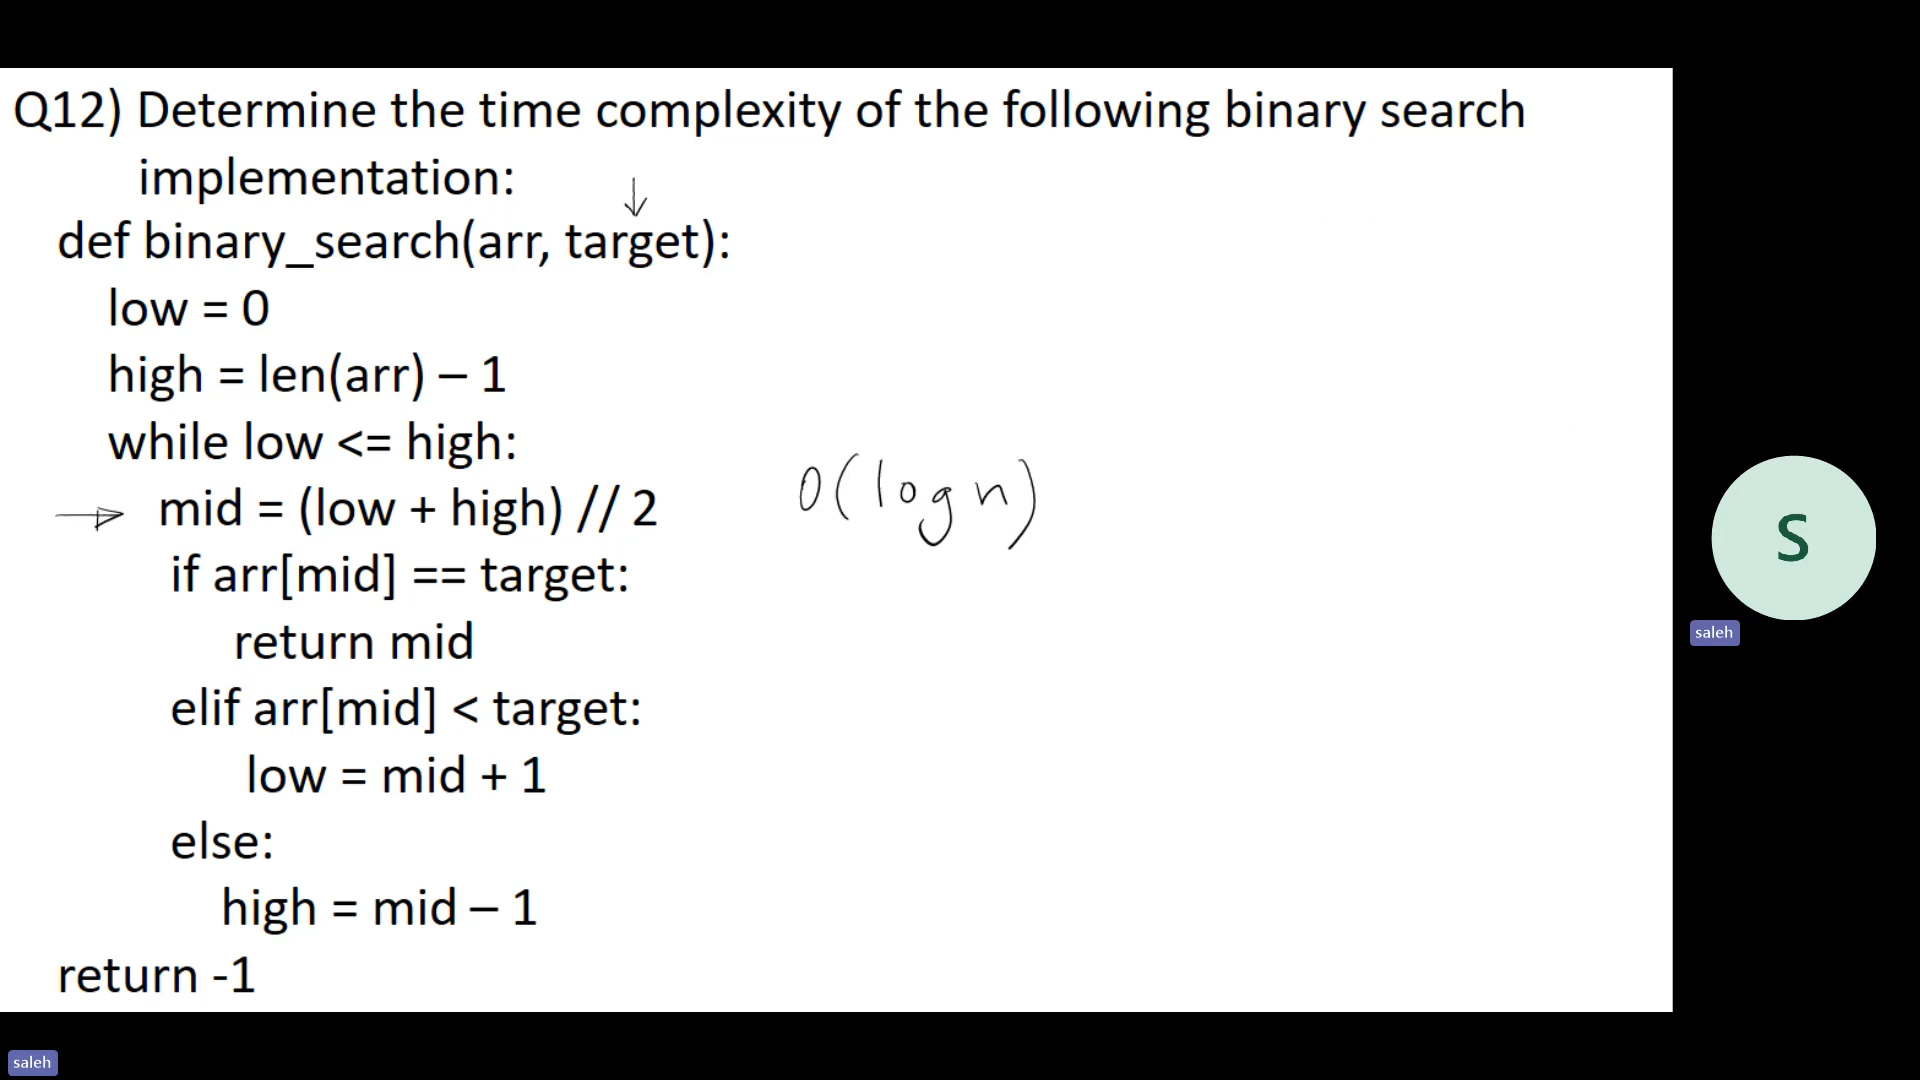 Q12) Determine the time complexity of the following binary search
implementation:
def binary_search(arr, target):
low = 0
high = len(arr) – 1
while low <= high:
mid = (low + high) // 2
O(log n)
if arr[mid] == target:
return mid
elif arr[mid] < target:
low = mid + 1
else:
high = mid – 1
return -1
S
saleh
saleh